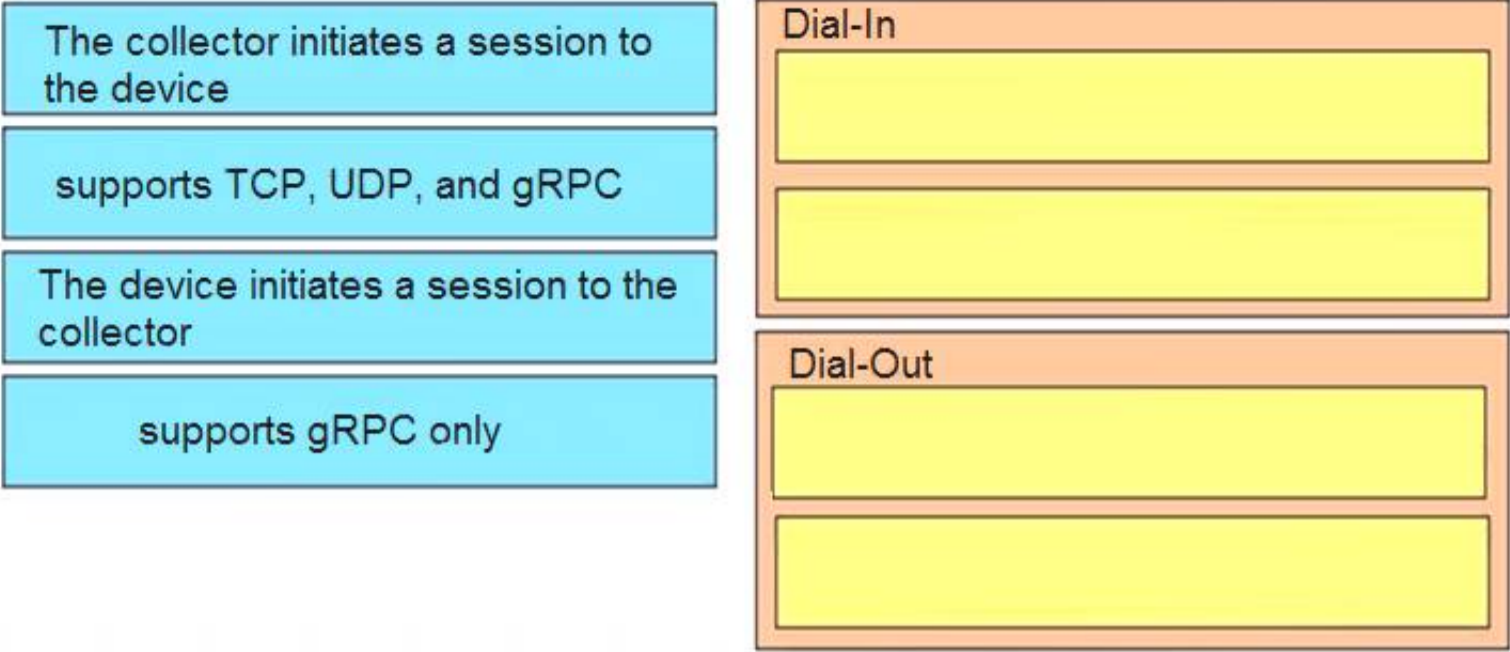 The collector initiates a session to
the device
supports TCP, UDP, and gRPC
The device initiates a session to the
collector
supports gRPC only
Dial-In
Dial-Out